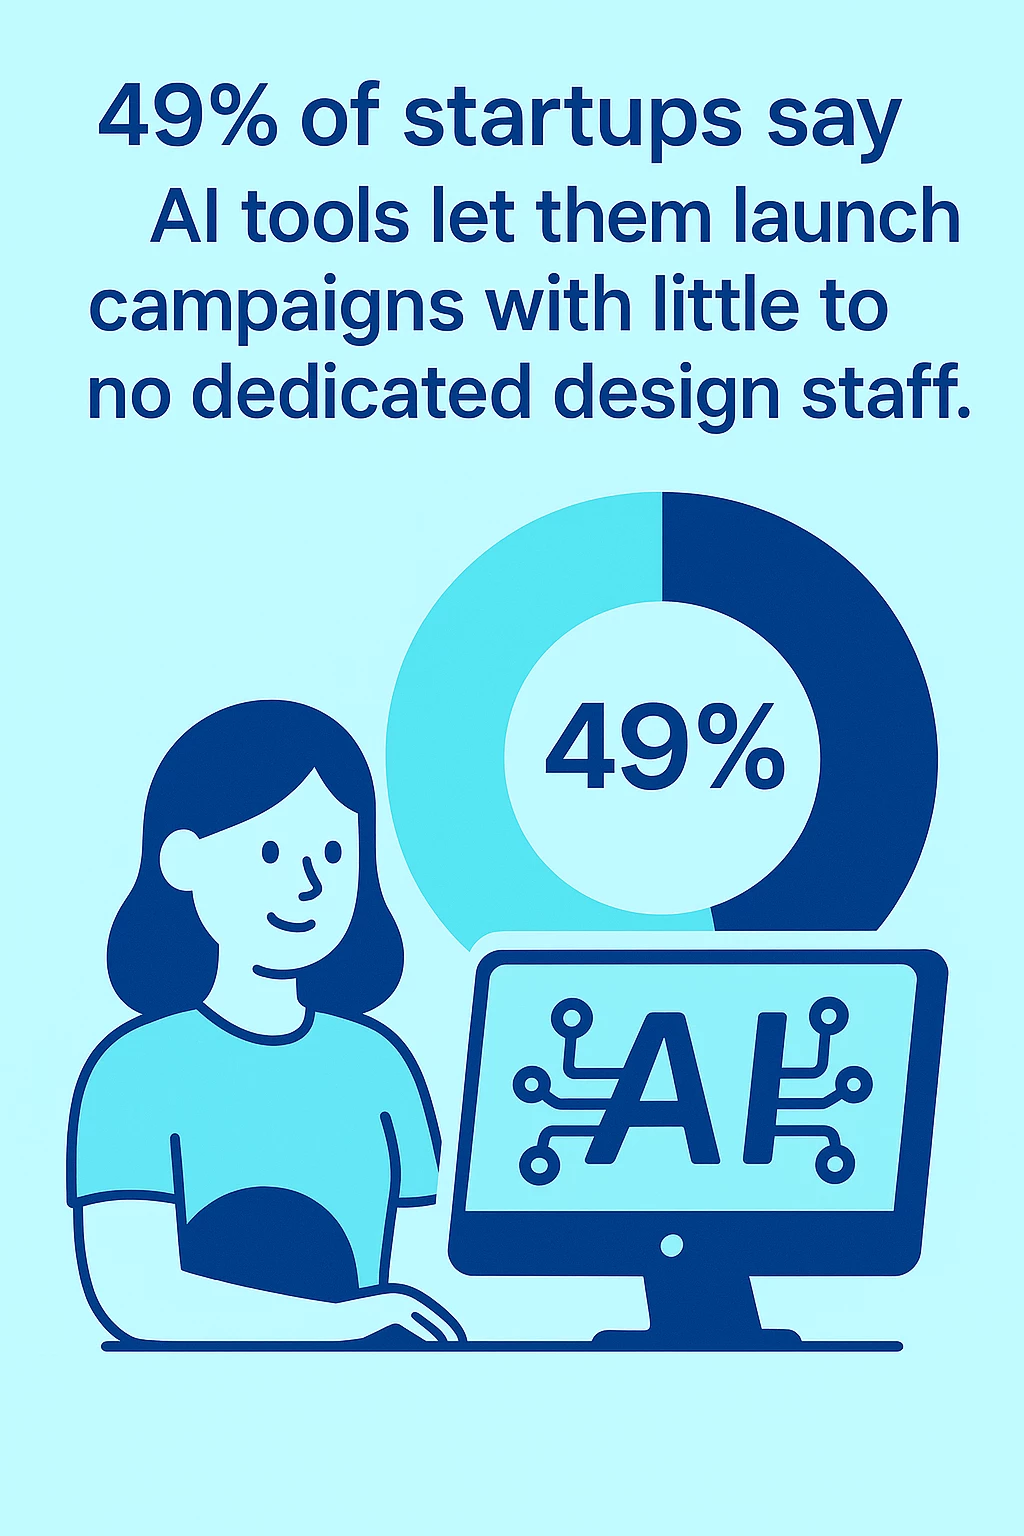 49% of startups say
AI tools let them launch
campaigns with little to
no dedicated design staff.
49%
AI